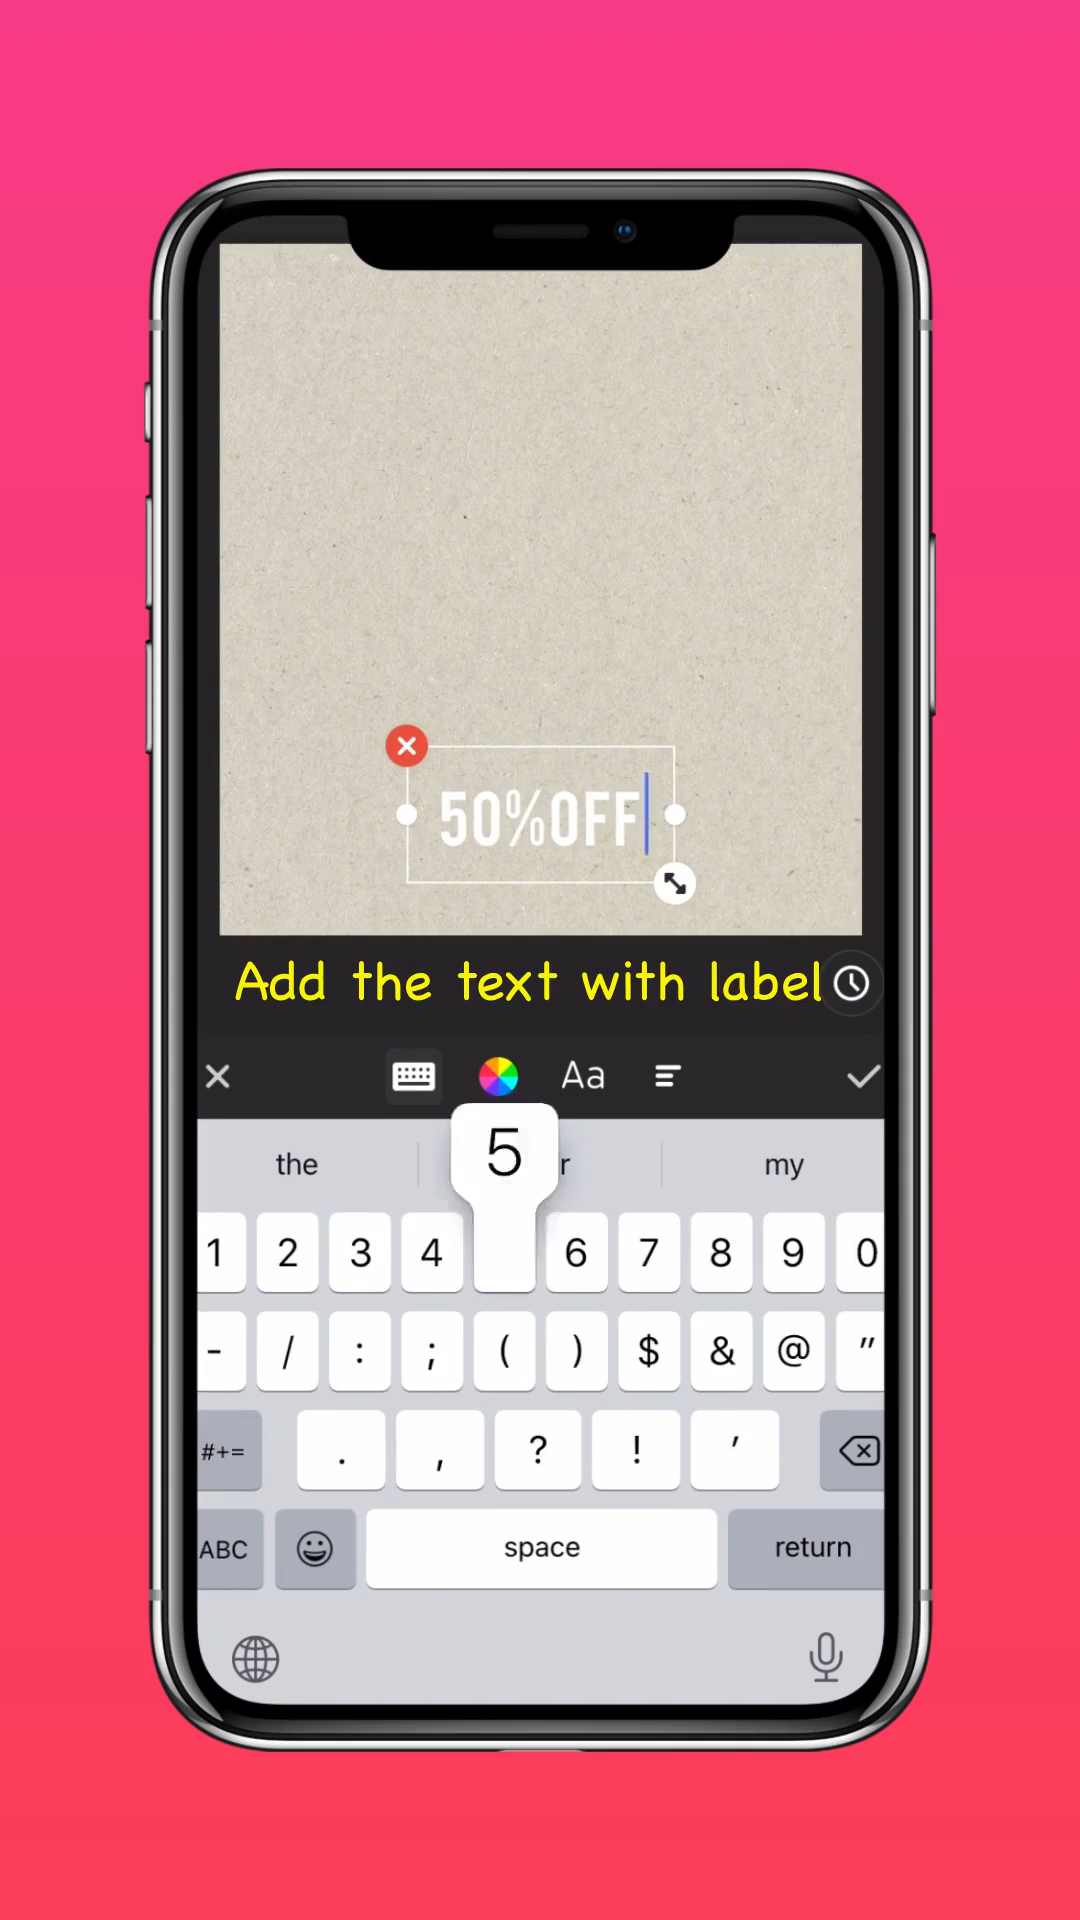 50%OFF
Add the text with label
Aa
5
the r my
1 2 3 4 6 7 8 9 0
- / : ; ( ) $ & @ "
#+= . , ? ! '
ABC space return